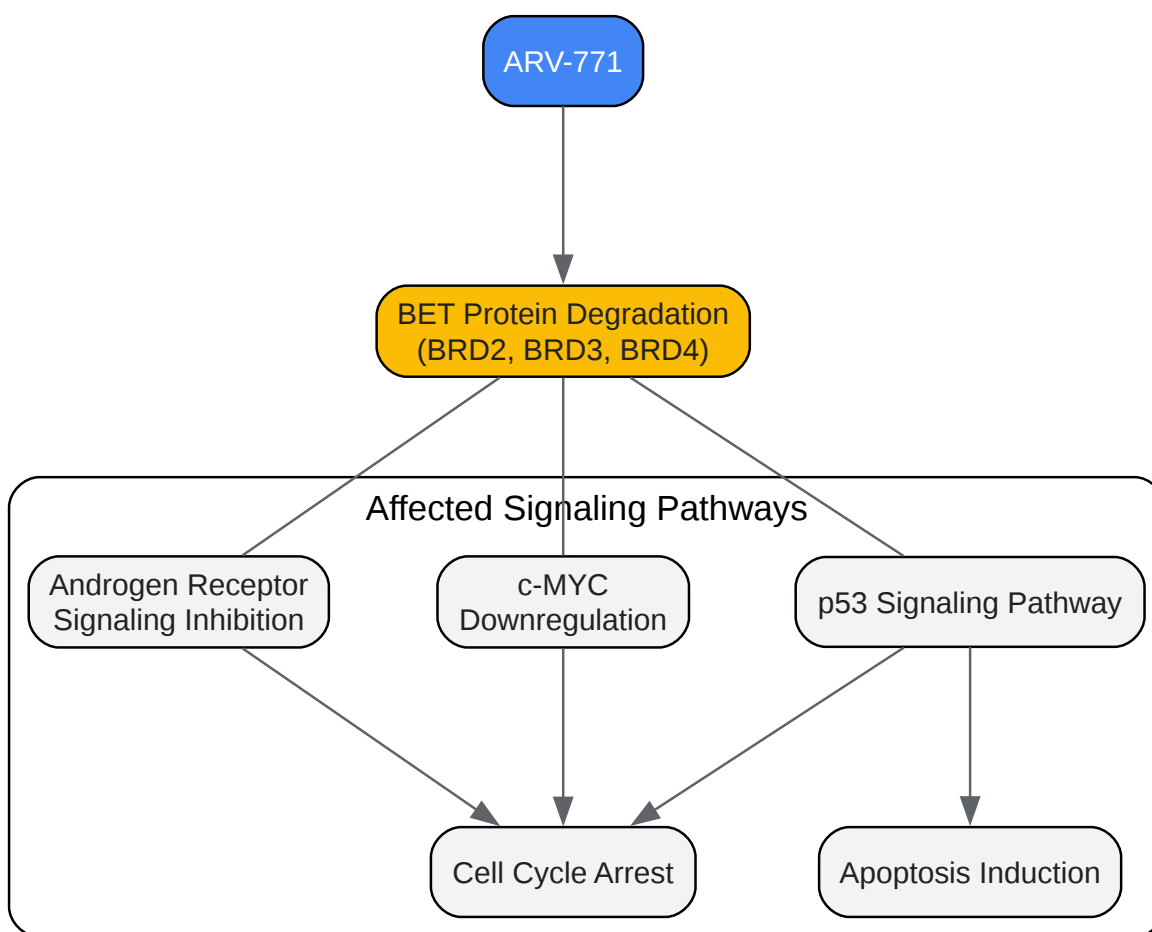 ARV-771
BET Protein Degradation
(BRD2, BRD3, BRD4)
Affected Signaling Pathways
Androgen Receptor
Signaling Inhibition
c-MYC
Downregulation
p53 Signaling Pathway
Cell Cycle Arrest
Apoptosis Induction